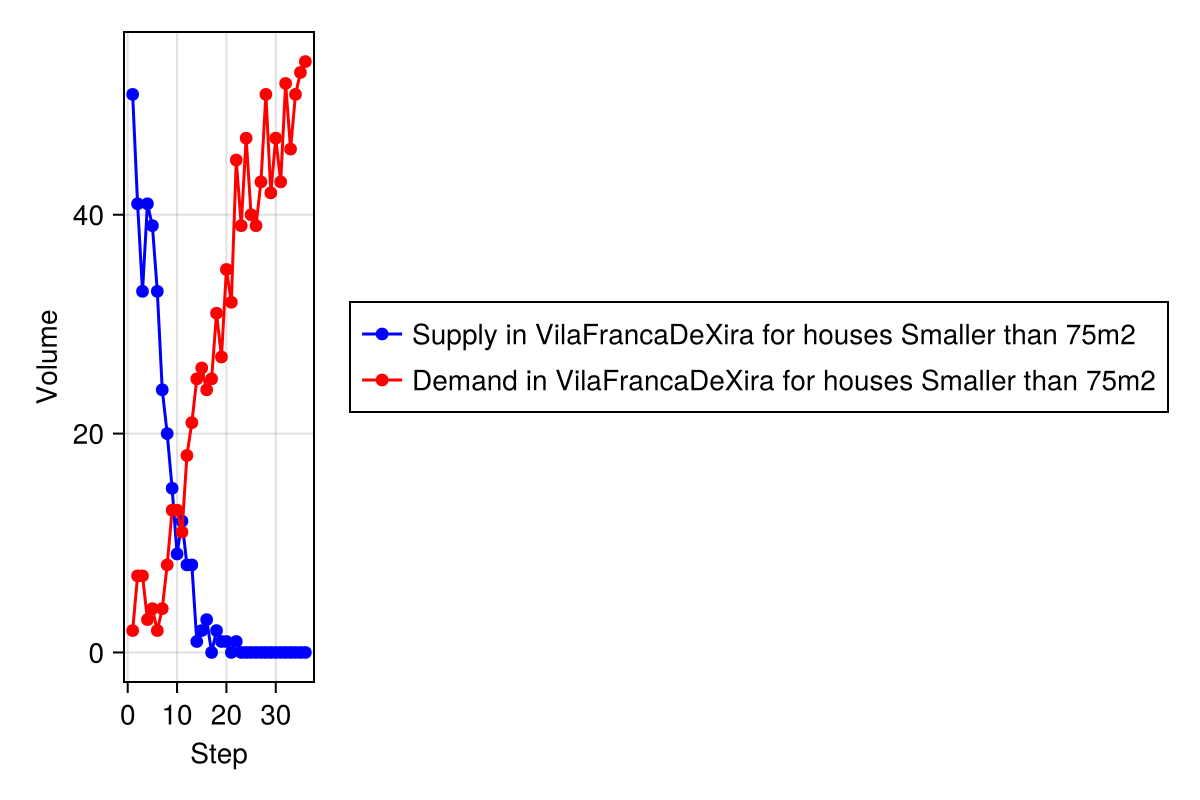 Volume
40
20
0
0 10 20 30
Step
Supply in VilaFrancaDeXira for houses Smaller than 75m2
Demand in VilaFrancaDeXira for houses Smaller than 75m2